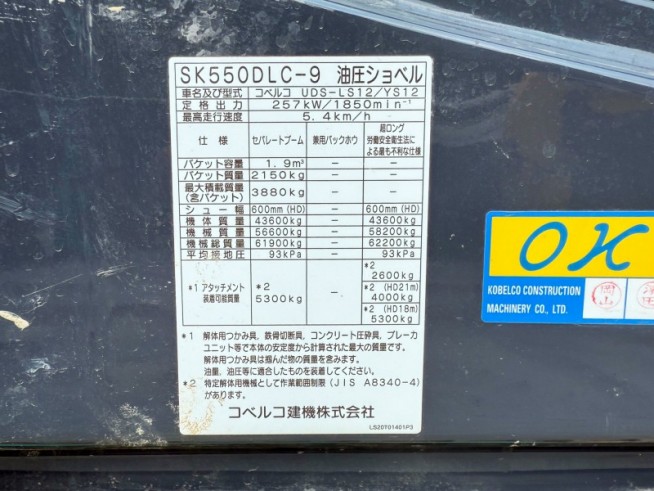 SK550DLC-9 油圧ショベル
車名及び型式 コベルコ UDS-LS12/YS12
定格出力 257kW/1850min⁻¹
最高走行速度 5.4km/h
仕様 セパレートブーム 兼用バックホウ 超ロング 労働安全衛生法に よる最も不利な仕様
バケット容量 1.9m³ - -
バケット質量 2150kg - -
最大積載質量 (含バケット) 3880kg - -
シュー幅 600mm(HD) - 600mm(HD)
機体質量 43600kg - 43600kg
機械質量 56600kg - 58200kg
機械総質量 61900kg - 62200kg
平均接地圧 93kPa - 93kPa
*1 アタッチメント 装着可能質量 *2 5300kg - *2 2600kg
*2 (HD21m) 4000kg
*2 (HD18m) 5300kg
*1 解体用つかみ具, 鉄骨切断具, コンクリート圧砕具, ブレーカ
ユニット等で本体の安定度から計算された最大の質量です。
解体用つかみ具は掴んだ物の質量を含みます。
油量, 油圧等に適合したものを装着してください。
*2 特定解体用機械として作業範囲制限(JIS A8340-4)
があります。
コベルコ建機株式会社
LS20T01401P3
OK
KOBELCO CONSTRUCTION
MACHINERY CO., LTD.
岡山